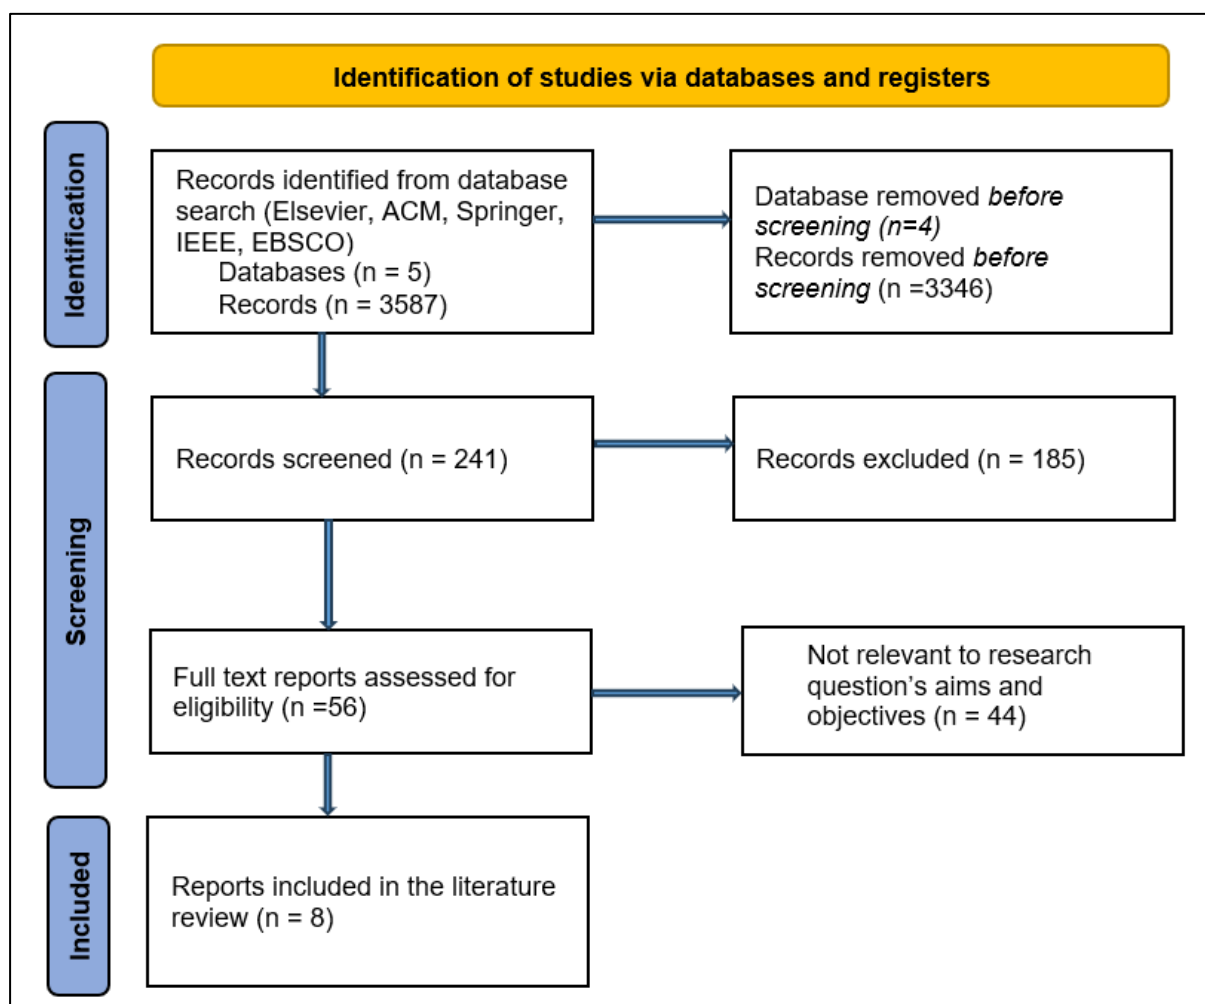 Identification of studies via databases and registers
Identification
Records identified from database
search (Elsevier, ACM, Springer,
IEEE, EBSCO)
Databases (n = 5)
Records (n = 3587)
Database removed before
screening (n=4)
Records removed before
screening (n =3346)
Screening
Records screened (n = 241)
Records excluded (n = 185)
Full text reports assessed for
eligibility (n =56)
Not relevant to research
question’s aims and
objectives (n = 44)
Included
Reports included in the literature
review (n = 8)